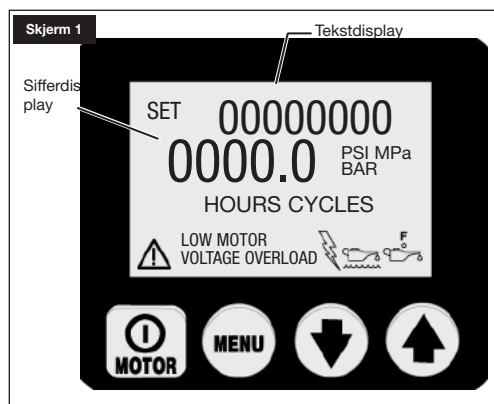 Skjerm 1
Tekstdisplay
Sifferdis
play
SET 00000000
0000.0 PSI MPa
BAR
HOURS CYCLES
LOW MOTOR
VOLTAGE OVERLOAD
F
MOTOR
MENU